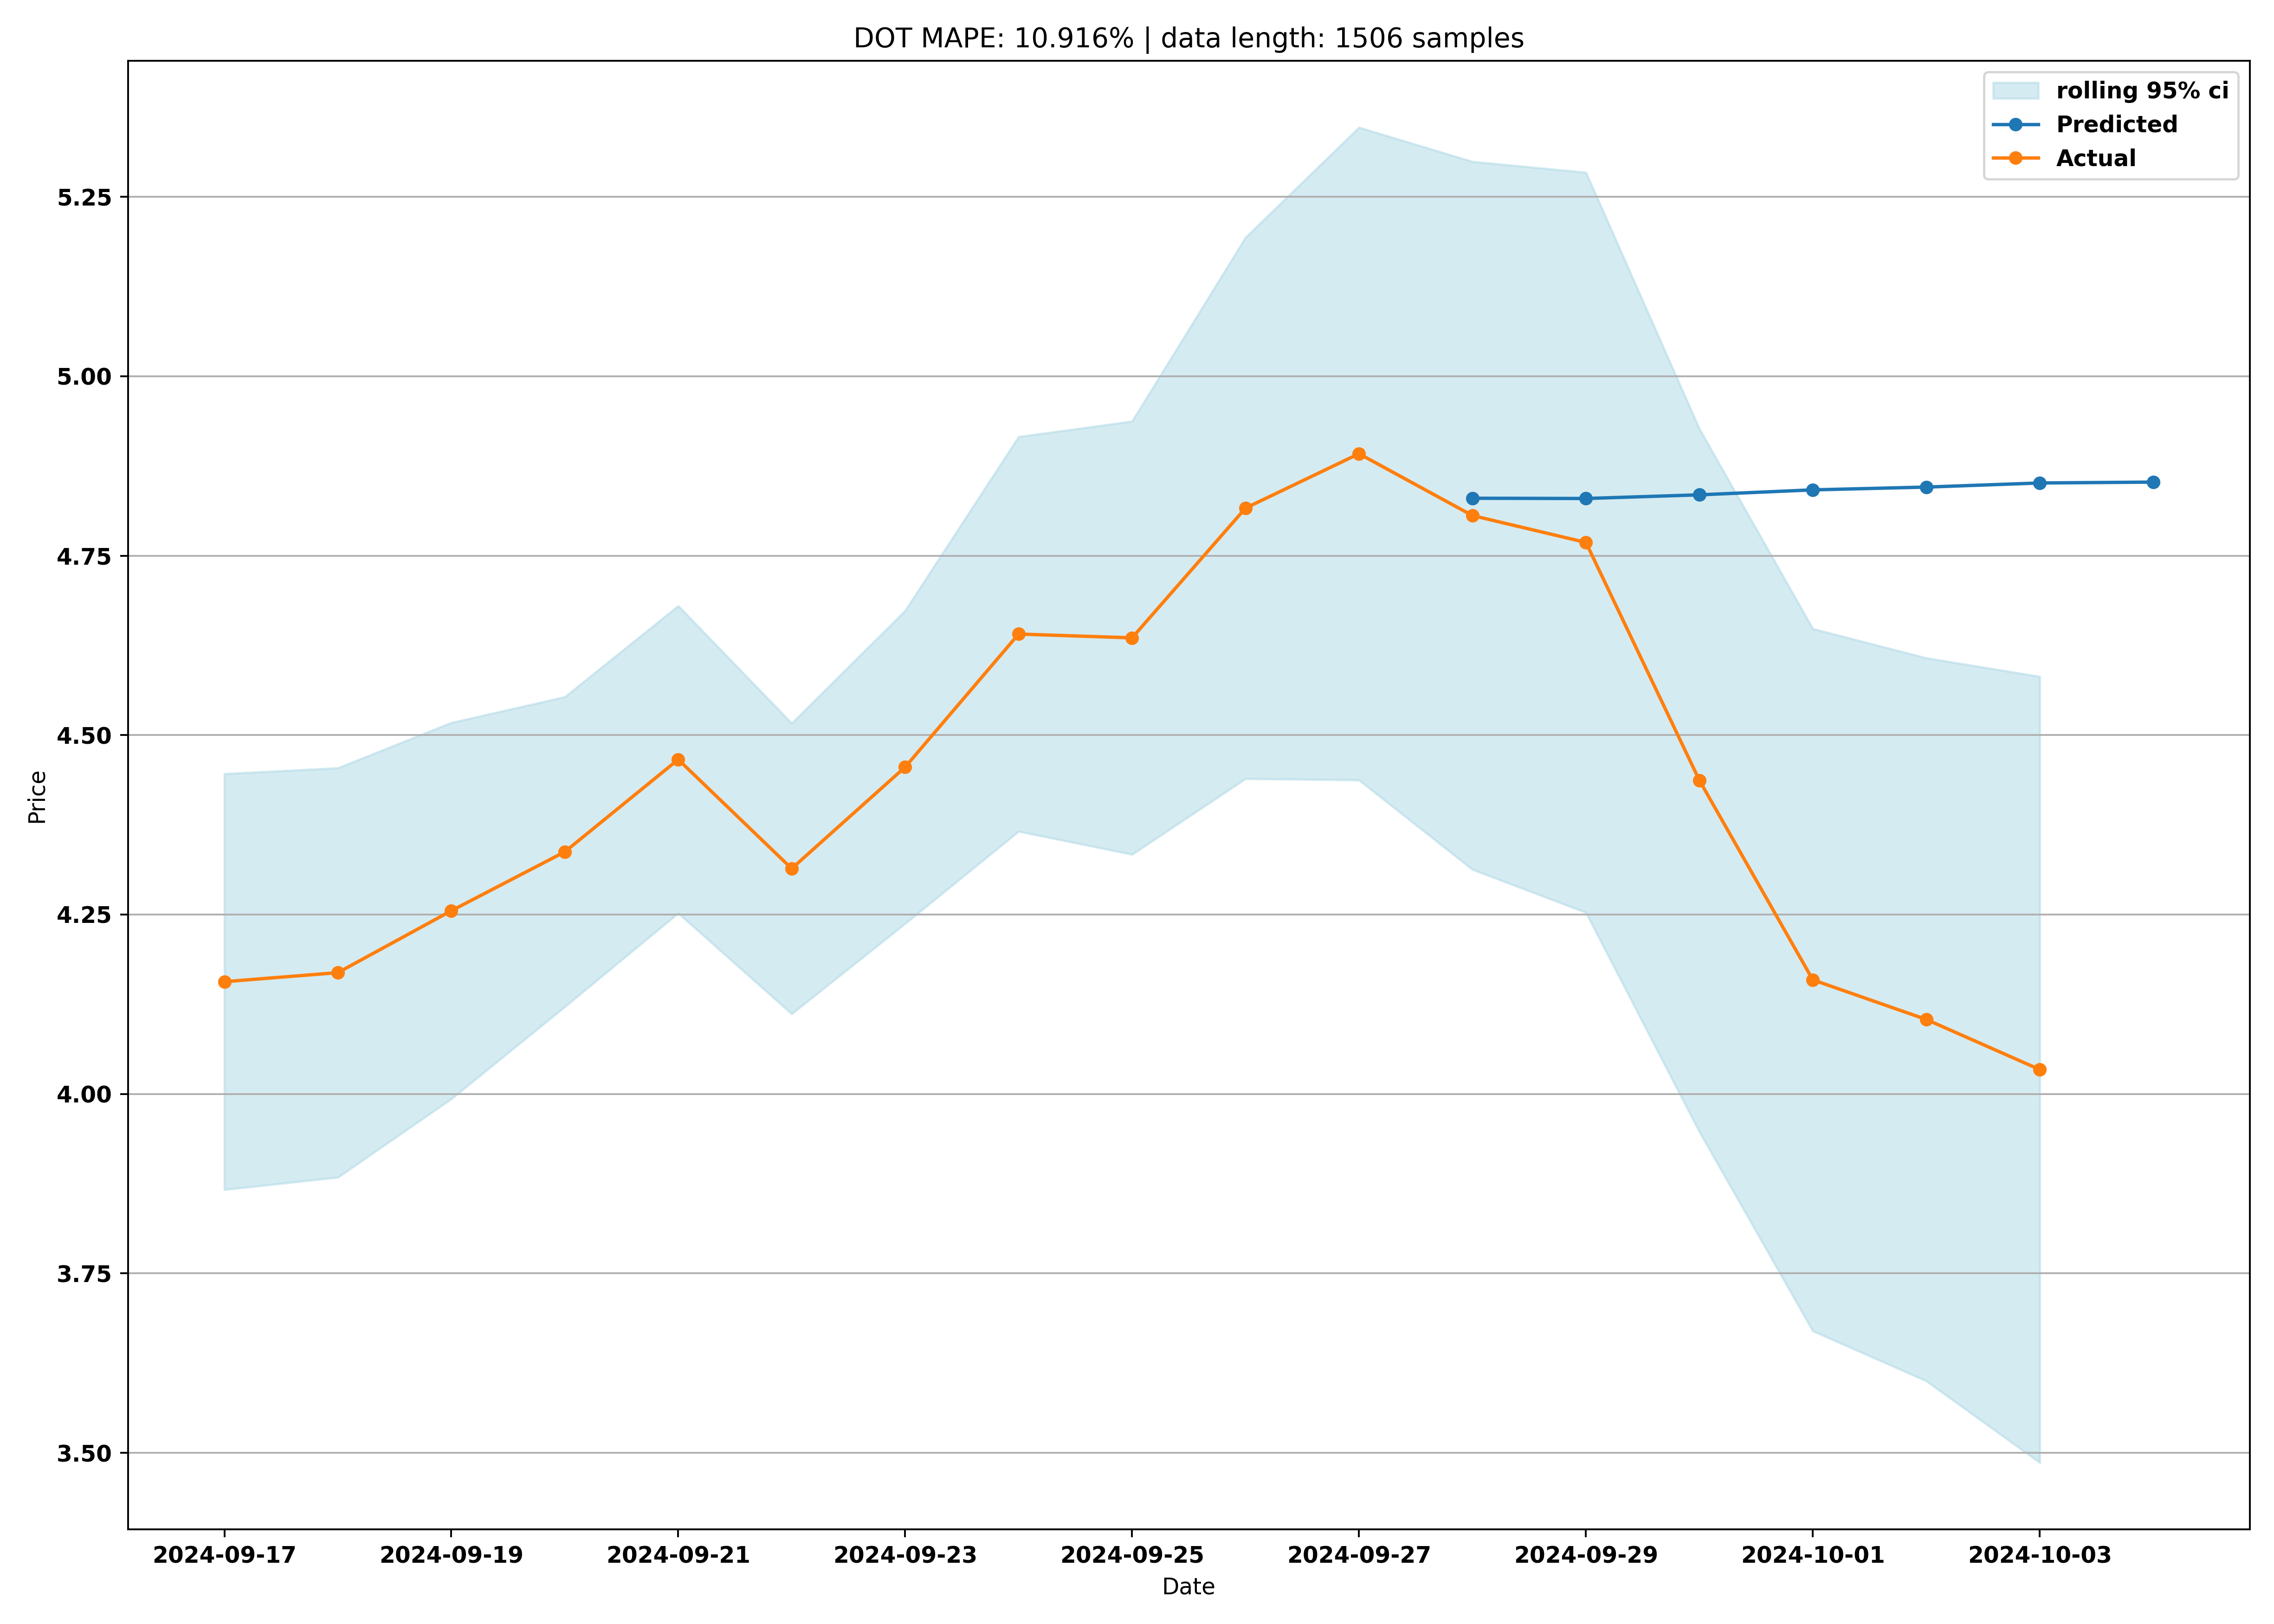 DOT MAPE: 10.916% | data length: 1506 samples
rolling 95% ci
Predicted
Actual
5.25
5.00
4.75
4.50
4.25
4.00
3.75
3.50
Price
2024-09-17 2024-09-19 2024-09-21 2024-09-23 2024-09-25 2024-09-27 2024-09-29 2024-10-01 2024-10-03
Date